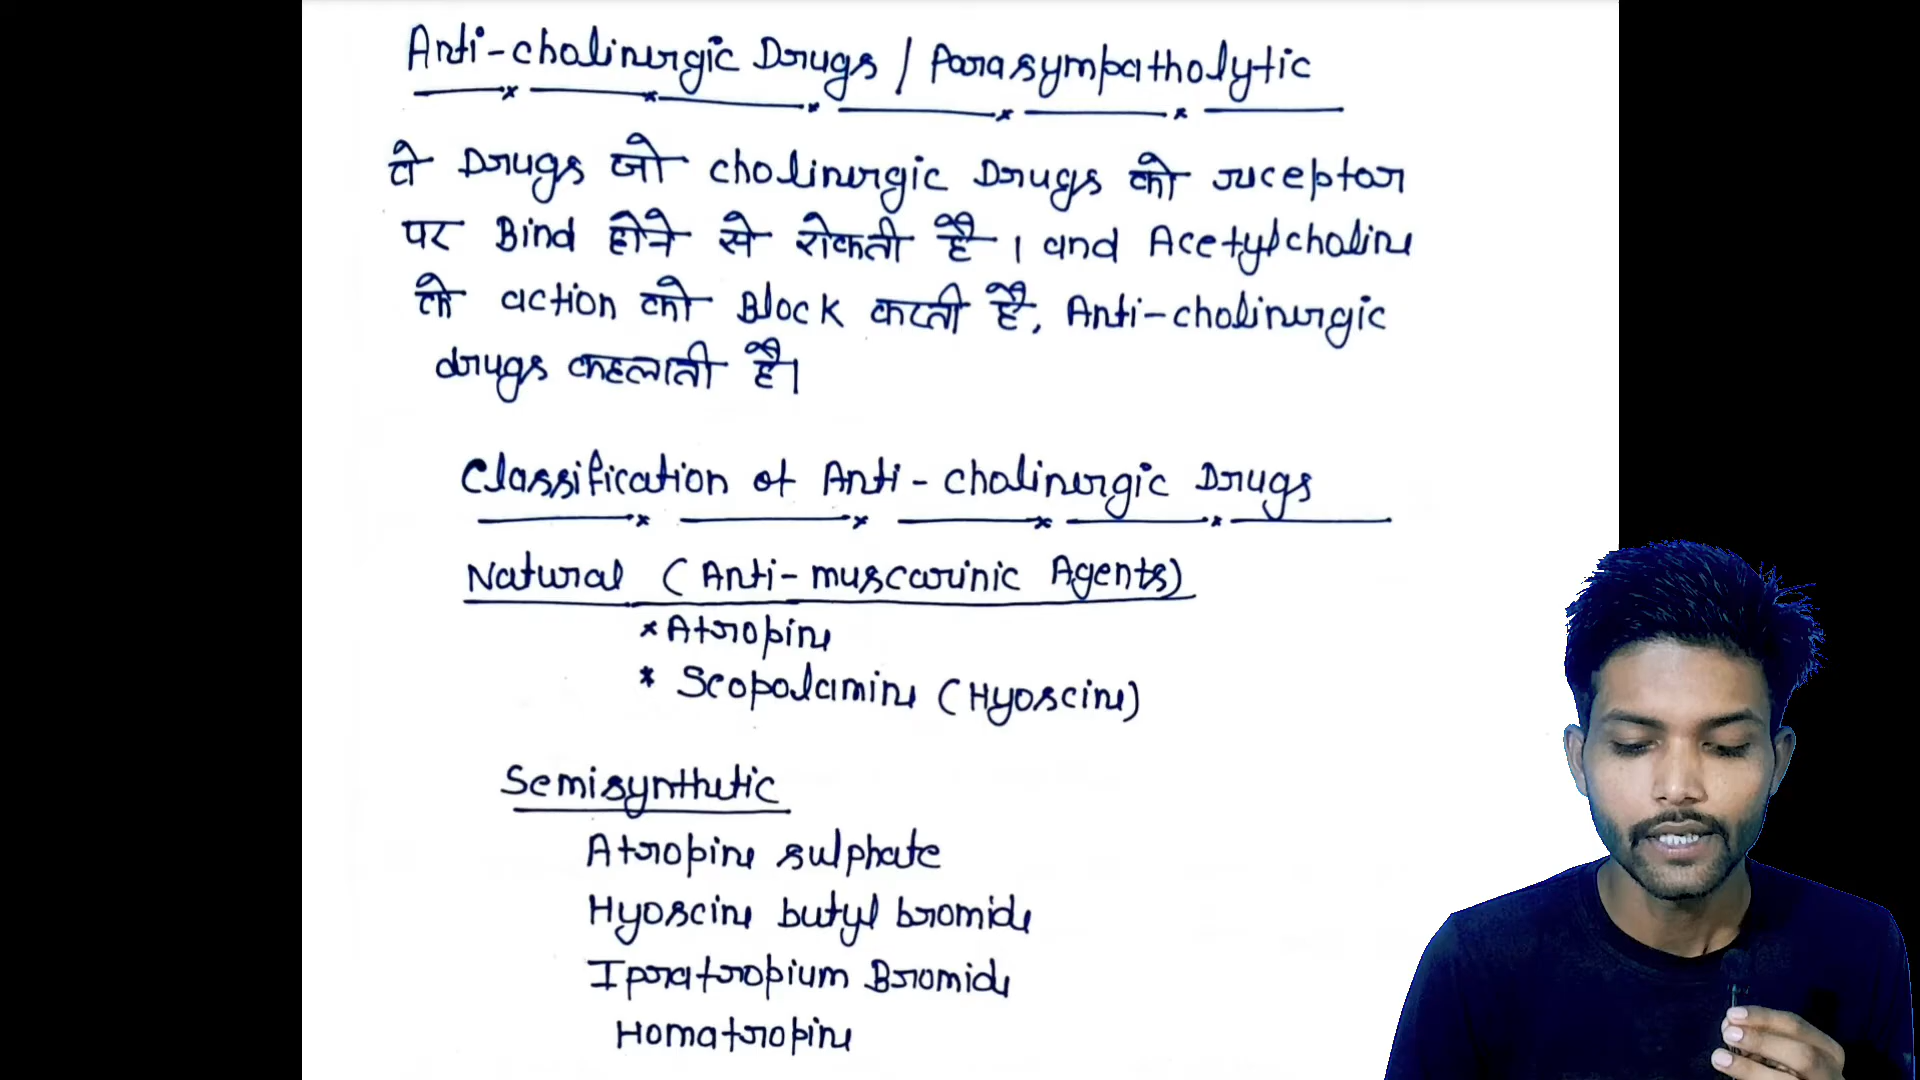 Anti-cholinergic Drugs / Parasympatholytic
वे Drugs जो cholinergic Drugs को receptor
पर Bind होने से रोकती है । and Acetylcholine
के action को Block करती है, Anti-cholinergic
drugs कहलाती है।
Classification of Anti-cholinergic Drugs
Natural (Anti-muscarinic Agents)
* Atropine
* Scopolamine (Hyoscine)
Semisynthetic
Atropine sulphate
Hyoscine butyl bromide
Ipratropium Bromide
Homatropine